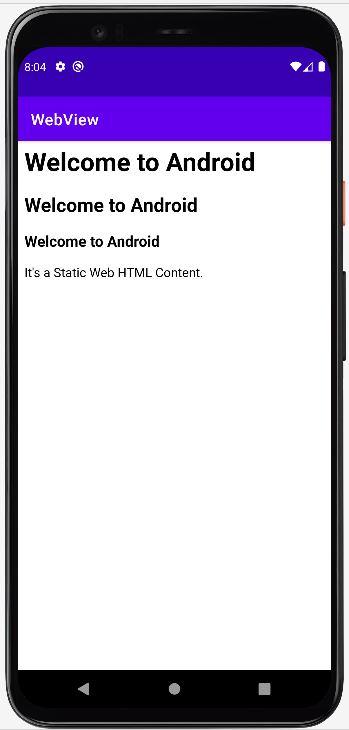 8:04
WebView
Welcome to Android
Welcome to Android
Welcome to Android
It's a Static Web HTML Content.